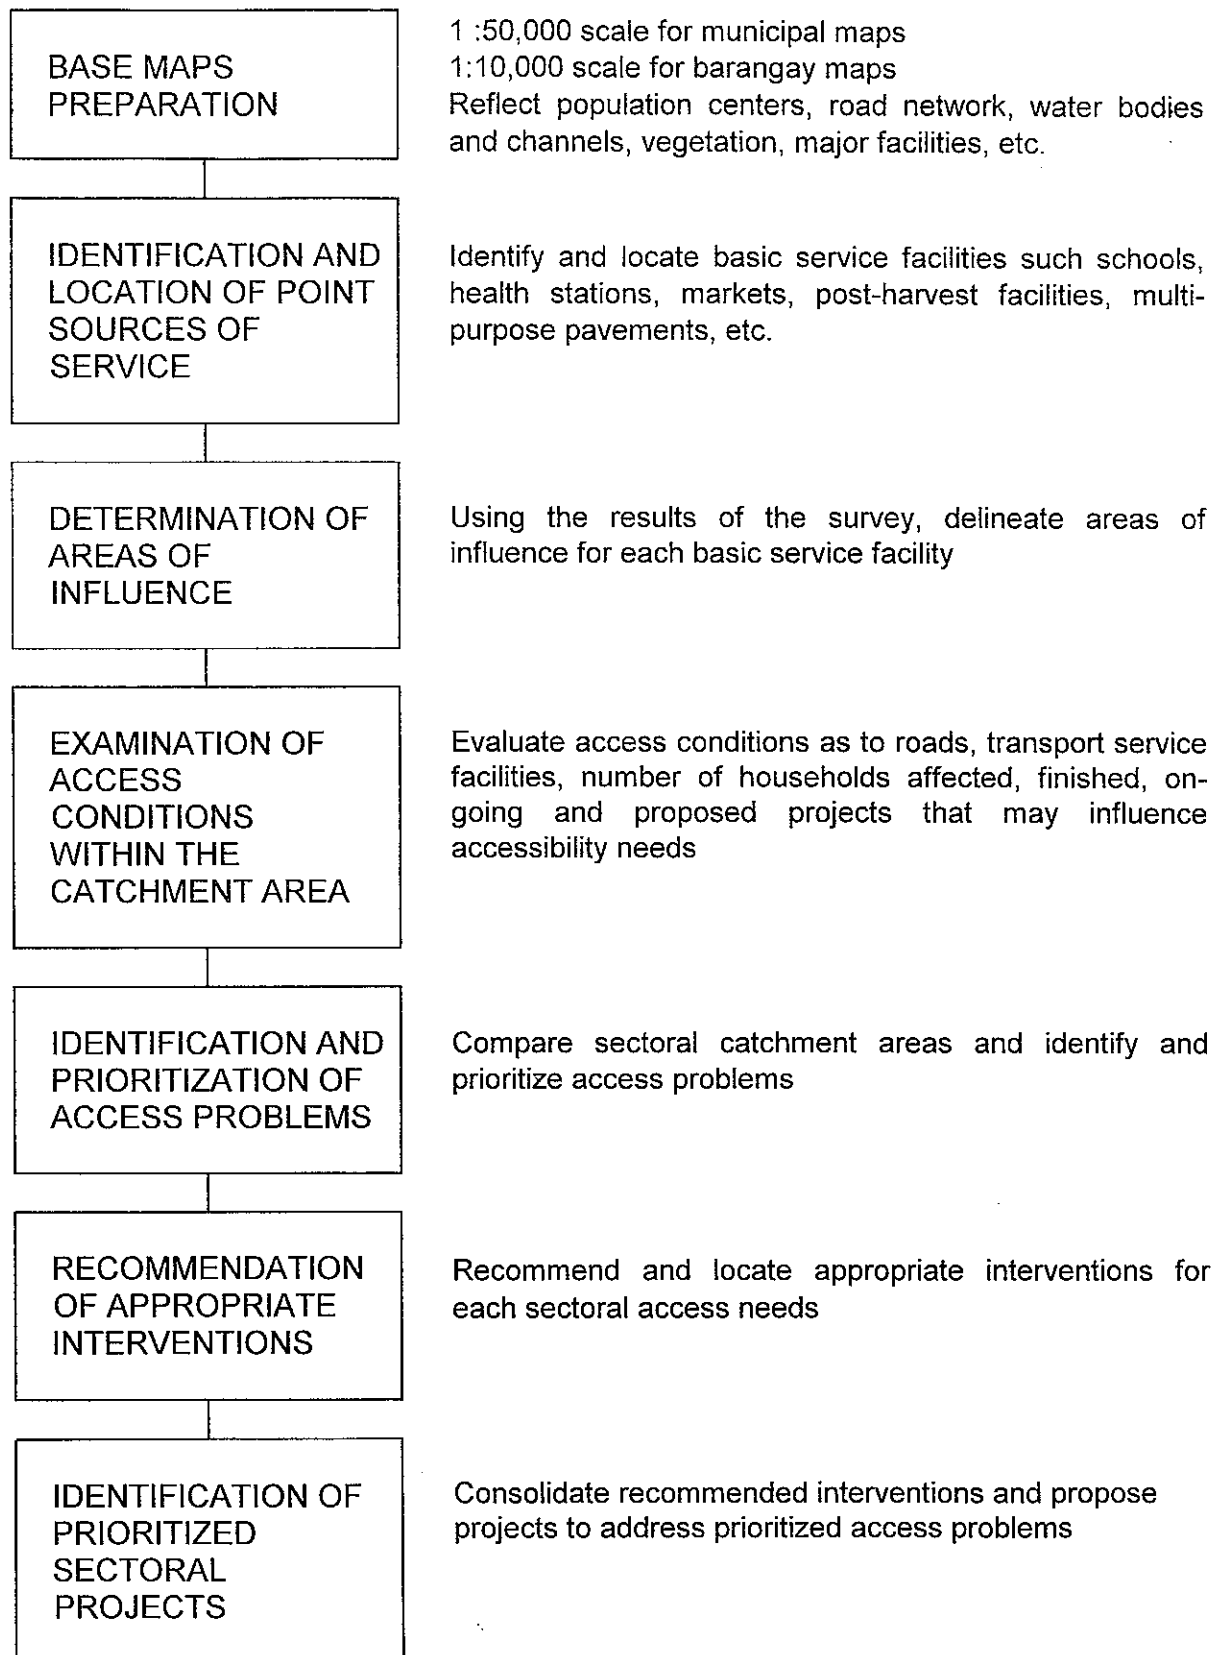 BASE MAPS
PREPARATION
1 :50,000 scale for municipal maps
1:10,000 scale for barangay maps
Reflect population centers, road network, water bodies
and channels, vegetation, major facilities, etc.
IDENTIFICATION AND
LOCATION OF POINT
SOURCES OF
SERVICE
Identify and locate basic service facilities such schools,
health stations, markets, post-harvest facilities, multi-
purpose pavements, etc.
DETERMINATION OF
AREAS OF
INFLUENCE
Using the results of the survey, delineate areas of
influence for each basic service facility
EXAMINATION OF
ACCESS
CONDITIONS
WITHIN THE
CATCHMENT AREA
Evaluate access conditions as to roads, transport service
facilities, number of households affected, finished, on-
going and proposed projects that may influence
accessibility needs
IDENTIFICATION AND
PRIORITIZATION OF
ACCESS PROBLEMS
Compare sectoral catchment areas and identify and
prioritize access problems
RECOMMENDATION
OF APPROPRIATE
INTERVENTIONS
Recommend and locate appropriate interventions for
each sectoral access needs
IDENTIFICATION OF
PRIORITIZED
SECTORAL
PROJECTS
Consolidate recommended interventions and propose
projects to address prioritized access problems